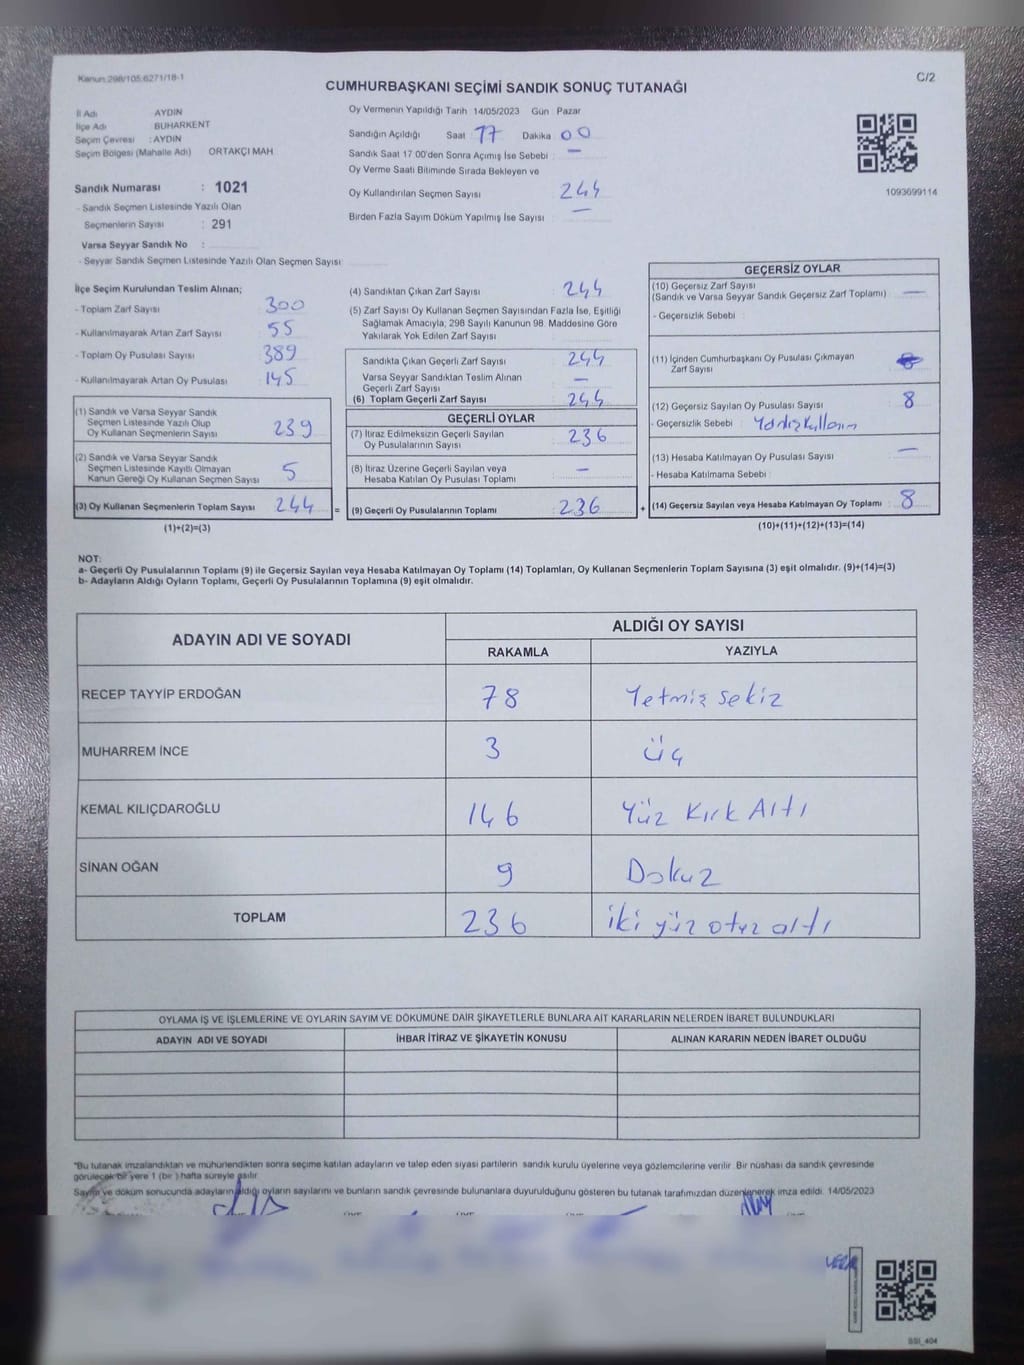 Kanun:298/105:6271/18-1
C/2
CUMHURBAŞKANI SEÇİMİ SANDIK SONUÇ TUTANAĞI
İl Adı AYDIN
İlçe Adı BUHARKENT
Seçim Çevresi : AYDIN
Seçim Bölgesi (Mahalle Adı) ORTAKÇI MAH.
Sandık Numarası : 1021
- Sandık Seçmen Listesinde Yazılı Olan
Seçmenlerin Sayısı : 291
Varsa Seyyar Sandık No :
- Seyyar Sandık Seçmen Listesinde Yazılı Olan Seçmen Sayısı:
Oy Vermenin Yapıldığı Tarih 14/05/2023 Gün Pazar
Sandığın Açıldığı Saat 17 Dakika 00
Sandık Saat 17:00'den Sonra Açımış İse Sebebi : —
Oy Verme Saati Bitiminde Sırada Bekleyen ve
Oy Kullandırılan Seçmen Sayısı 244
Birden Fazla Sayım Döküm Yapılmış İse Sayısı —
1093699114
İlçe Seçim Kurulundan Teslim Alınan;
- Toplam Zarf Sayısı 300
- Kullanılmayarak Artan Zarf Sayısı 55
- Toplam Oy Pusulası Sayısı 389
- Kullanılmayarak Artan Oy Pusulası 145
(1) Sandık ve Varsa Seyyar Sandık
Seçmen Listesinde Yazılı Olup
Oy Kullanan Seçmenlerin Sayısı 239
(2) Sandık ve Varsa Seyyar Sandık
Seçmen Listesinde Kayıtlı Olmayan
Kanun Gereği Oy Kullanan Seçmen Sayısı 5
(3) Oy Kullanan Seçmenlerin Toplam Sayısı 244
(1)+(2)=(3)
(4) Sandıktan Çıkan Zarf Sayısı 244
(5) Zarf Sayısı Oy Kullanan Seçmen Sayısından Fazla İse, Eşitliği
Sağlamak Amacıyla, 298 Sayılı Kanunun 98. Maddesine Göre
Yakılarak Yok Edilen Zarf Sayısı
Sandıkta Çıkan Geçerli Zarf Sayısı 244
Varsa Seyyar Sandıktan Teslim Alınan
Geçerli Zarf Sayısı —
(6) Toplam Geçerli Zarf Sayısı 244
GEÇERLİ OYLAR
(7) İtiraz Edilmeksizin Geçerli Sayılan
Oy Pusulalarının Sayısı 236
(8) İtiraz Üzerine Geçerli Sayılan veya
Hesaba Katılan Oy Pusulası Toplamı —
= (9) Geçerli Oy Pusulalarının Toplamı 236 +
GEÇERSİZ OYLAR
(10) Geçersiz Zarf Sayısı
(Sandık ve Varsa Seyyar Sandık Geçersiz Zarf Toplamı) —
- Geçersizlik Sebebi :
(11) İçinden Cumhurbaşkanı Oy Pusulası Çıkmayan
Zarf Sayısı
(12) Geçersiz Sayılan Oy Pusulası Sayısı 8
- Geçersizlik Sebebi :
(13) Hesaba Katılmayan Oy Pusulası Sayısı —
- Hesaba Katılmama Sebebi :
(14) Geçersiz Sayılan veya Hesaba Katılmayan Oy Toplamı 8
(10)+(11)+(12)+(13)=(14)
NOT:
a- Geçerli Oy Pusulalarının Toplamı (9) ile Geçersiz Sayılan veya Hesaba Katılmayan Oy Toplamı (14) Toplamları, Oy Kullanan Seçmenlerin Toplam Sayısına (3) eşit olmalıdır. (9)+(14)=(3)
b- Adayların Aldığı Oyların Toplamı, Geçerli Oy Pusulalarının Toplamına (9) eşit olmalıdır.
ADAYIN ADI VE SOYADI
ALDIĞI OY SAYISI
RAKAMLA YAZIYLA
RECEP TAYYİP ERDOĞAN 78 Yetmiş sekiz
MUHARREM İNCE 3 üç
KEMAL KILIÇDAROĞLU 146 Yüz Kırk Altı
SİNAN OĞAN 9 Dokuz
TOPLAM 236 iki yüz otuz altı
OYLAMA İŞ VE İŞLEMLERİNE VE OYLARIN SAYIM VE DÖKÜMÜNE DAİR ŞİKAYETLERLE BUNLARA AİT KARARLARIN NELERDEN İBARET BULUNDUKLARI
ADAYIN ADI VE SOYADI İHBAR İTİRAZ VE ŞİKAYETİN KONUSU ALINAN KARARIN NEDEN İBARET OLDUĞU
*Bu tutanak imzalandıktan ve mühürlendikten sonra seçime katılan adayların ve talep eden siyasi partilerin sandık kurulu üyelerine veya gözlemcilerine verilir. Bir nüshası da sandık çevresinde
görülecek bir yere 1 (bir ) hafta süreyle asılır.
Sayım ve döküm sonucunda adayların aldığı oyların sayılarını ve bunların sandık çevresinde bulunanlara duyurulduğunu gösteren bu tutanak tarafımızdan düzenlenerek imza edildi. 14/05/2023
SSI_404